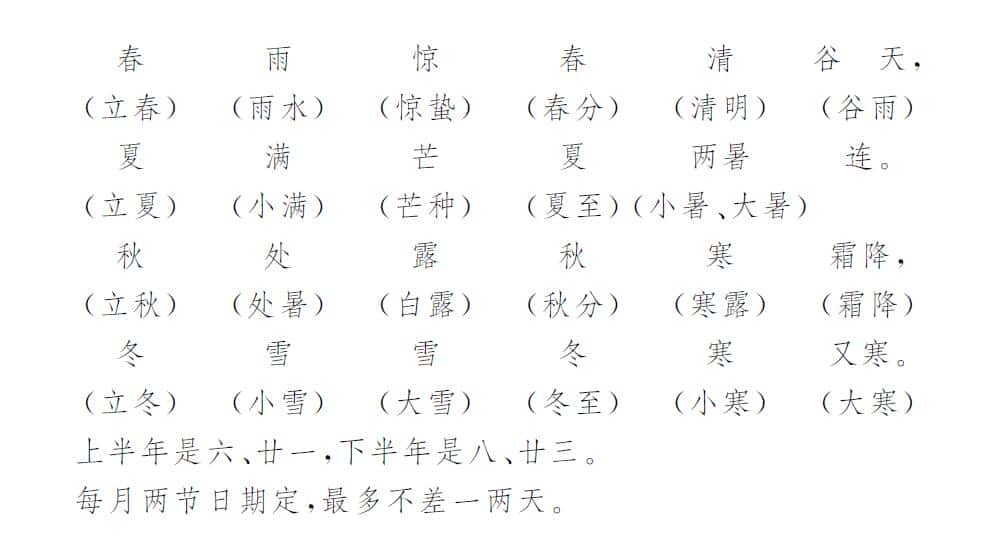 春 雨 惊 春 清 谷 天，
（立春）（雨水）（惊蛰）（春分）（清明）（谷雨）
夏 满 芒 夏 两暑 连。
（立夏）（小满）（芒种）（夏至）（小暑、大暑）
秋 处 露 秋 寒 霜降，
（立秋）（处暑）（白露）（秋分）（寒露）（霜降）
冬 雪 雪 冬 寒 又寒。
（立冬）（小雪）（大雪）（冬至）（小寒）（大寒）
上半年是六、廿一，下半年是八、廿三。
每月两节日期定，最多不差一两天。